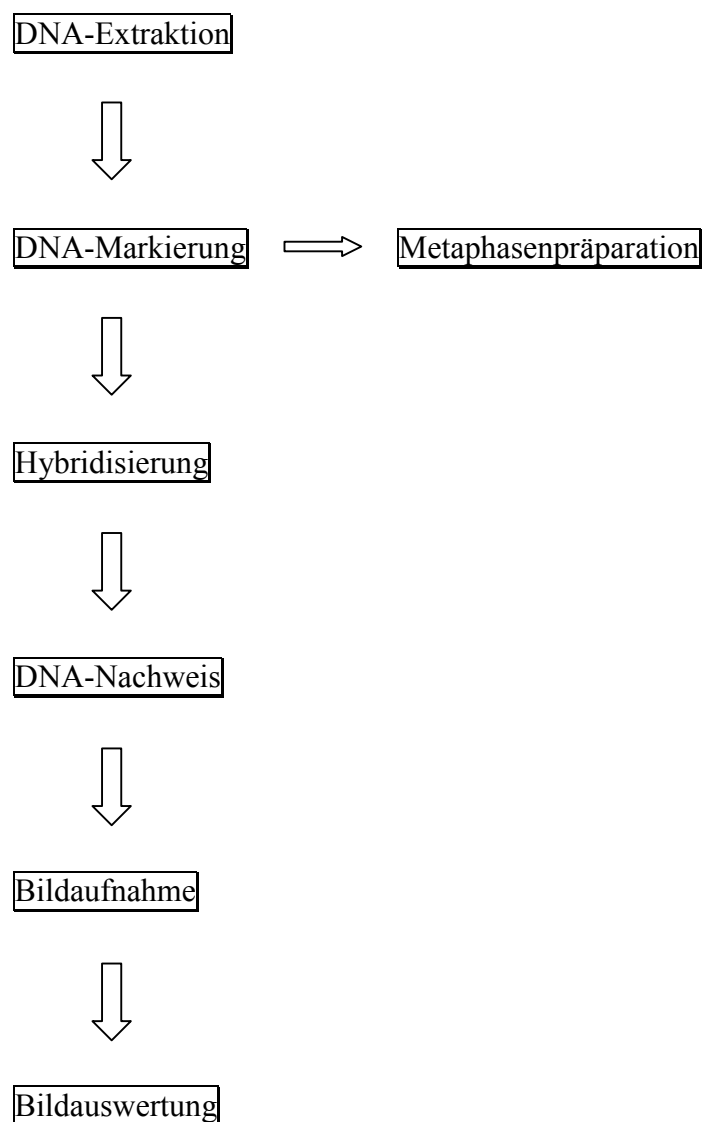 DNA-Extraktion
DNA-Markierung Metaphasenpräparation
Hybridisierung
DNA-Nachweis
Bildaufnahme
Bildauswertung